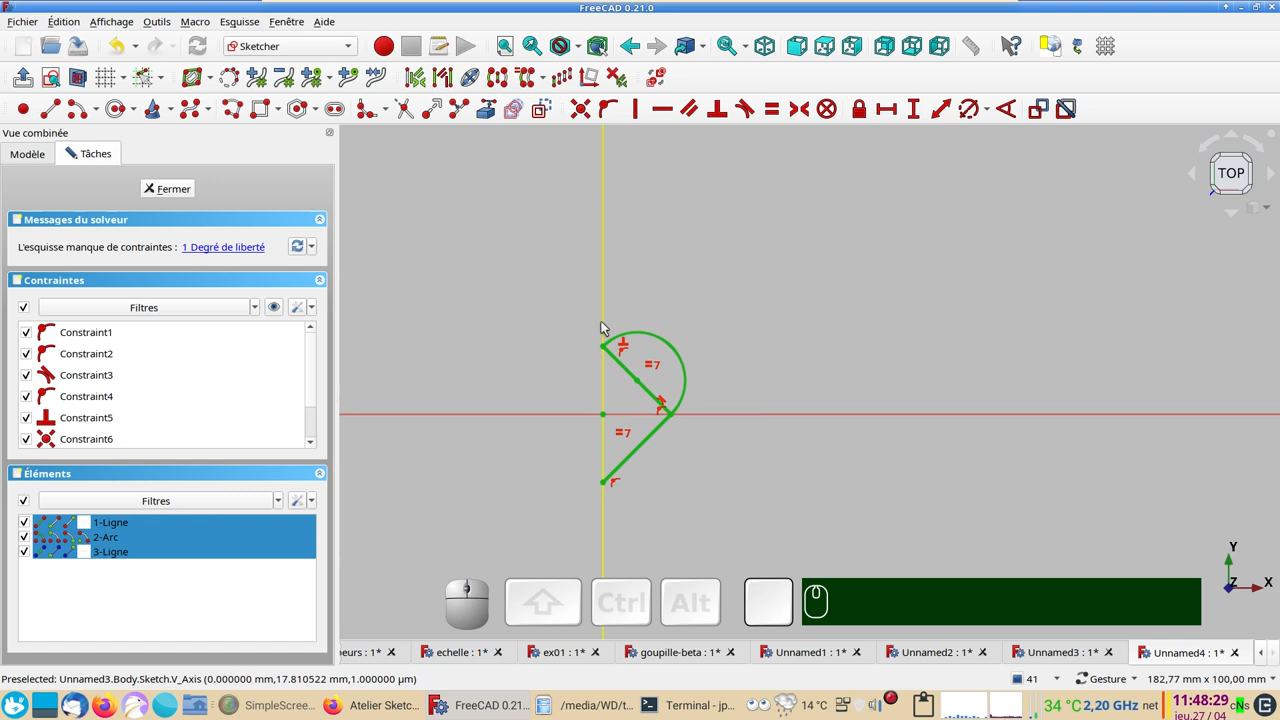 FreeCAD 0.21.0
Fichier Édition Affichage Outils Macro Esquisse Fenêtre Aide
Sketcher
Vue combinée
Modèle Tâches
Fermer
Messages du solveur
L'esquisse manque de contraintes : 1 Degré de liberté
Contraintes
Filtres
Constraint1
Constraint2
Constraint3
Constraint4
Constraint5
Constraint6
Éléments
Filtres
1-Ligne
2-Arc
3-Ligne
TOP
=7
=7
Y
Z
X
Ctrl Alt
eurs : 1* echelle : 1* ex01 : 1* goupille-beta : 1* Unnamed1 : 1* Unnamed2 : 1* Unnamed3 : 1* Unnamed4 : 1*
Preselected: Unnamed3.Body.Sketch.V_Axis (0.000000 mm,17.810522 mm,1.000000 µm) 41 Gesture 182,77 mm x 100,00 mm
SimpleScree... Atelier Sketc... FreeCAD 0.21... /media/WD/t... Terminal - jp... 14 °C 34 °C 2,20 GHz net 11:48:29 cNs
jeu.27 / 04